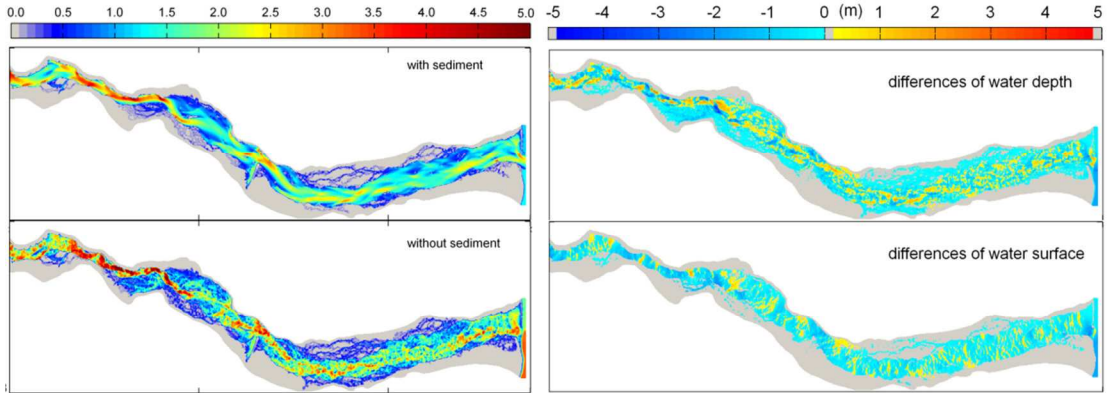 0.0 0.5 1.0 1.5 2.0 2.5 3.0 3.5 4.0 4.5 5.0
-5 -4 -3 -2 -1 0 (m) 1 2 3 4 5
with sediment
differences of water depth
without sediment
differences of water surface